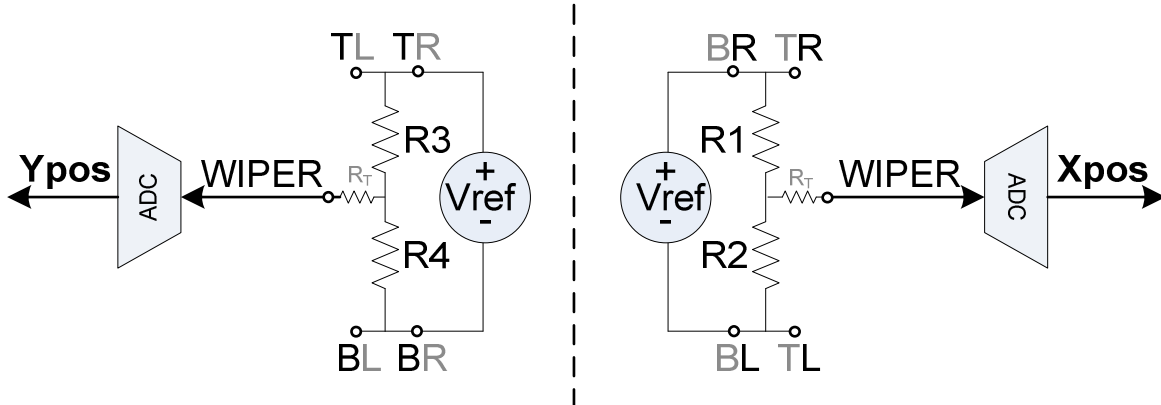 TL TR
R3
Ypos
ADC
WIPER
RT
+
Vref
-
R4
BL BR
BR TR
R1
+
Vref
-
RT
WIPER
ADC
Xpos
R2
BL TL